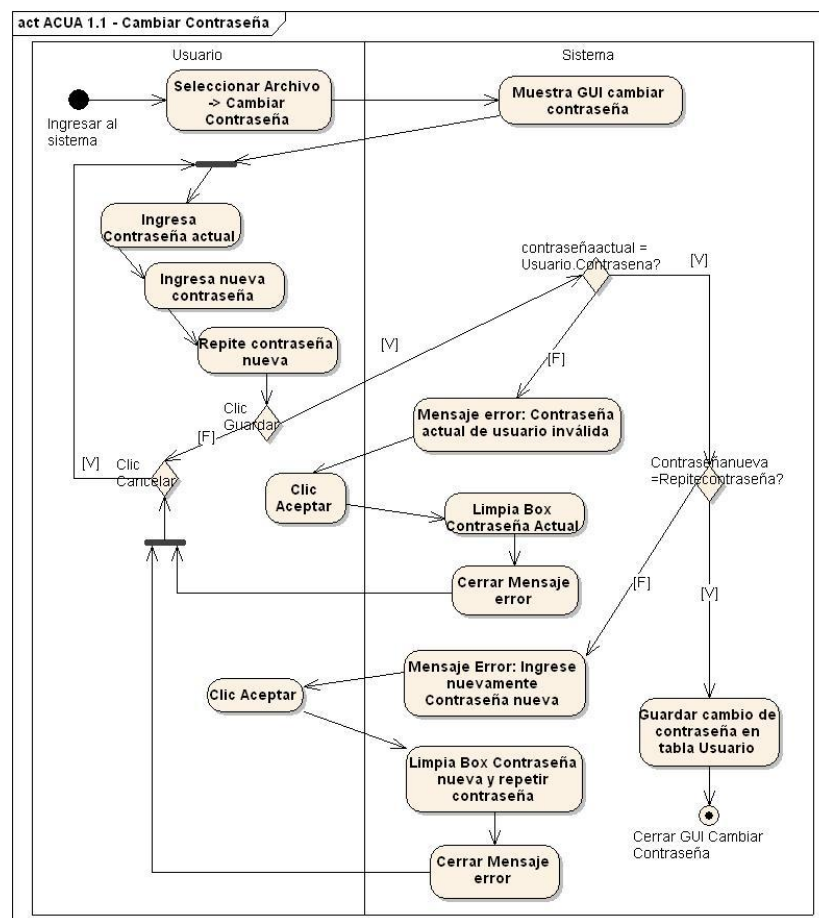 act ACUA 1.1 - Cambiar Contraseña
Usuario
Sistema
Ingresar al
sistema
Seleccionar Archivo
-> Cambiar
Contraseña
Muestra GUI cambiar
contraseña
Ingresa
Contraseña actual
Ingresa nueva
contraseña
Repite contraseña
nueva
contraseñaactual =
Usuario.Contrasena?
[V]
[V]
[F]
Clic
Guardar
[F]
Clic
Cancelar
[V]
Mensaje error: Contraseña
actual de usuario inválida
Contraseñanueva
=Repitecontraseña?
Clic
Aceptar
Limpia Box
Contraseña Actual
Cerrar Mensaje
error
[F]
[V]
Mensaje Error: Ingrese
nuevamente
Contraseña nueva
Clic Aceptar
Guardar cambio de
contraseña en
tabla Usuario
Limpia Box Contraseña
nueva y repetir
contraseña
Cerrar GUI Cambiar
Contraseña
Cerrar Mensaje
error